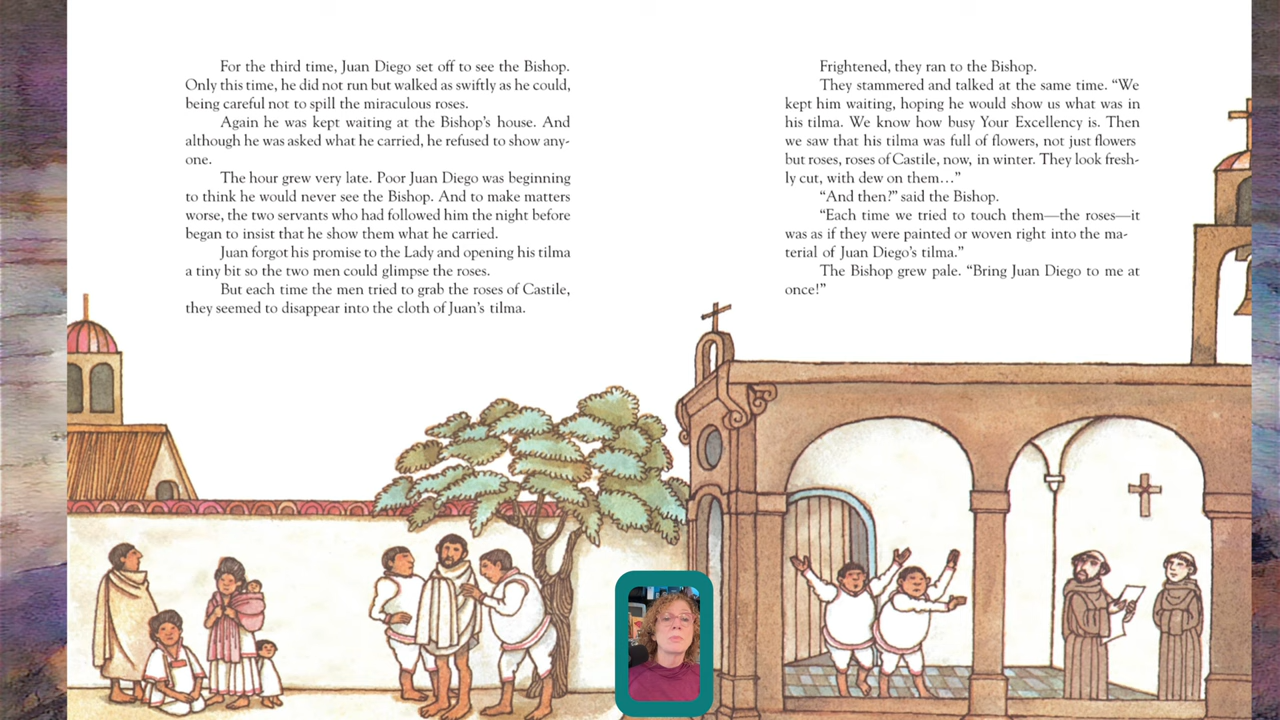 For the third time, Juan Diego set off to see the Bishop.
Only this time, he did not run but walked as swiftly as he could,
being careful not to spill the miraculous roses.
Again he was kept waiting at the Bishop's house. And
although he was asked what he carried, he refused to show any-
one.
The hour grew very late. Poor Juan Diego was beginning
to think he would never see the Bishop. And to make matters
worse, the two servants who had followed him the night before
began to insist that he show them what he carried.
Juan forgot his promise to the Lady and opening his tilma
a tiny bit so the two men could glimpse the roses.
But each time the men tried to grab the roses of Castile,
they seemed to disappear into the cloth of Juan's tilma.
Frightened, they ran to the Bishop.
They stammered and talked at the same time. “We
kept him waiting, hoping he would show us what was in
his tilma. We know how busy Your Excellency is. Then
we saw that his tilma was full of flowers, not just flowers
but roses, roses of Castile, now, in winter. They look fresh-
ly cut, with dew on them…”
“And then?” said the Bishop.
“Each time we tried to touch them—the roses—it
was as if they were painted or woven right into the ma-
terial of Juan Diego's tilma.”
The Bishop grew pale. “Bring Juan Diego to me at
once!”